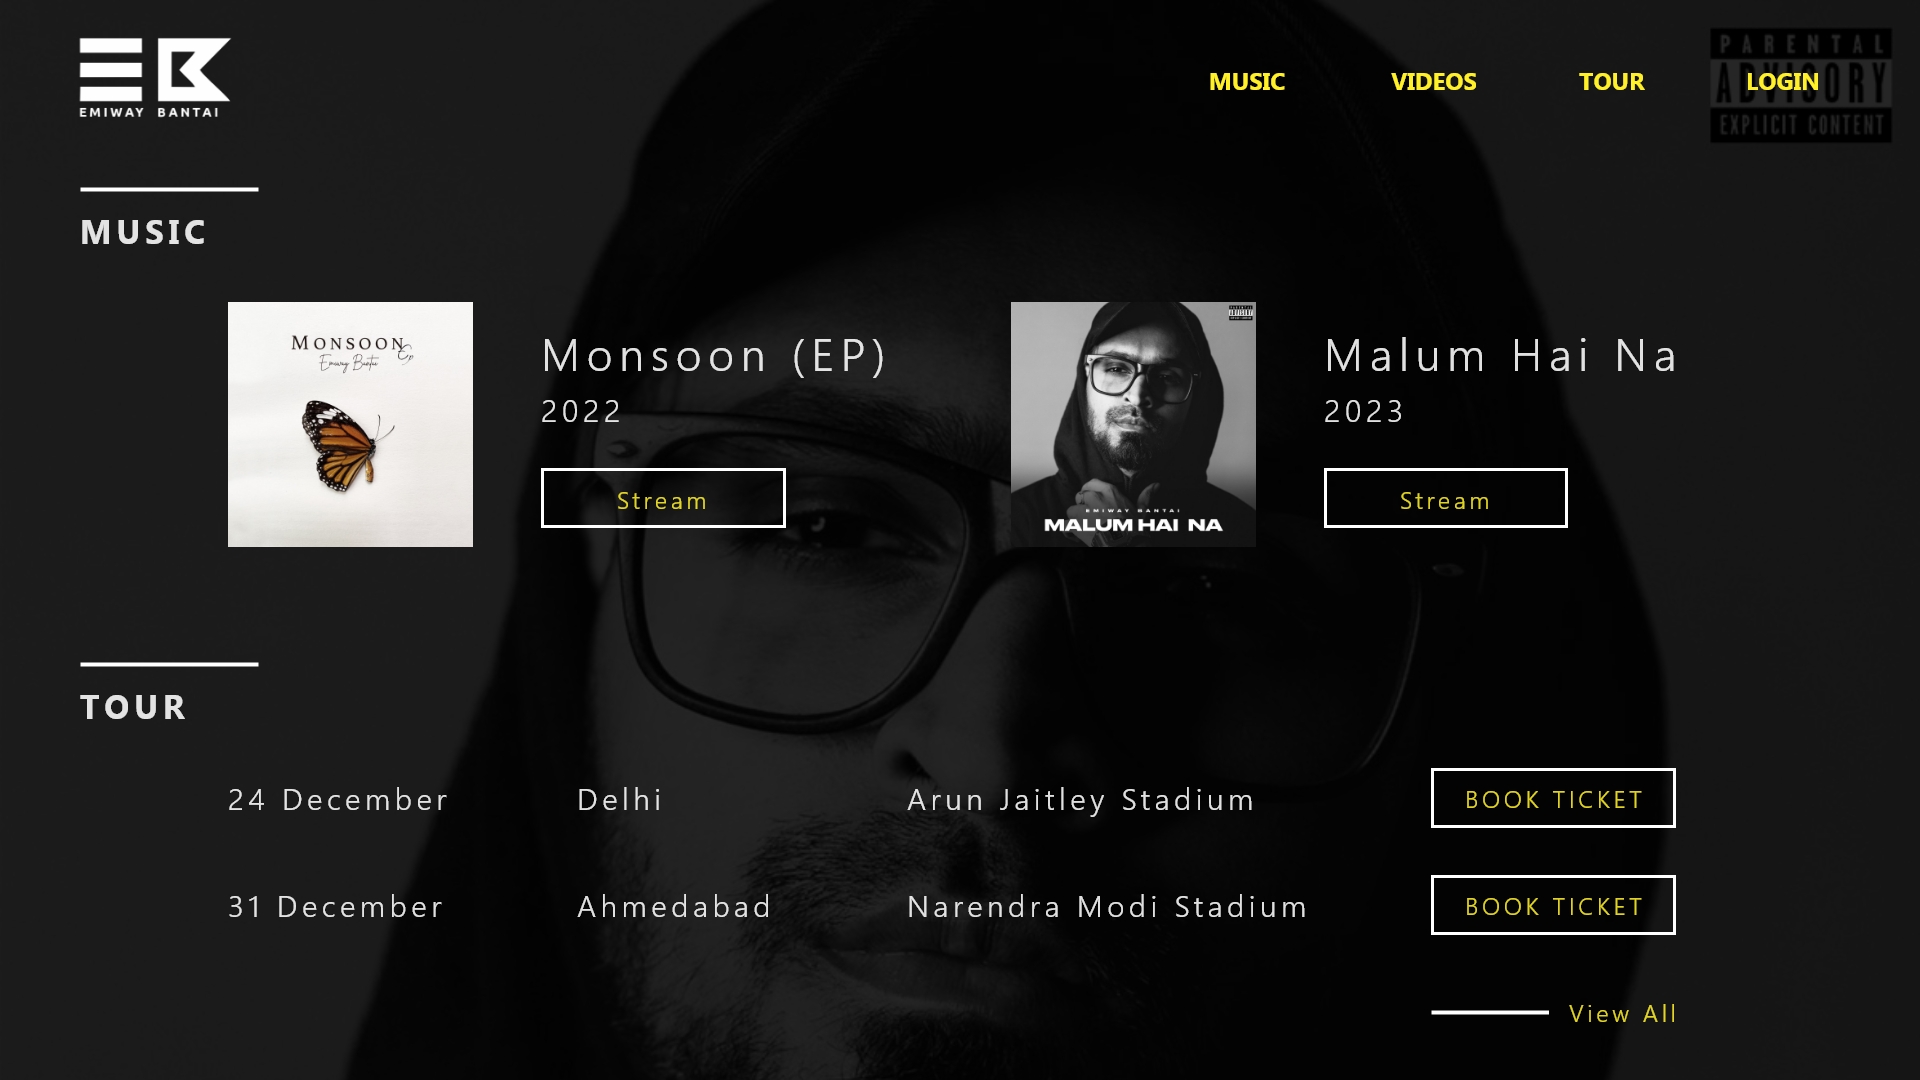 EMIWAY BANTAI
MUSIC VIDEOS TOUR LOGIN
PARENTAL
ADVISORY
EXPLICIT CONTENT
MUSIC
MONSOON Ep
Emiway Bantai
Monsoon (EP)
2022
Stream
PARENTAL
ADVISORY
EMIWAY BANTAI
MALUM HAI NA
Malum Hai Na
2023
Stream
TOUR
24 December Delhi Arun Jaitley Stadium BOOK TICKET
31 December Ahmedabad Narendra Modi Stadium BOOK TICKET
View All